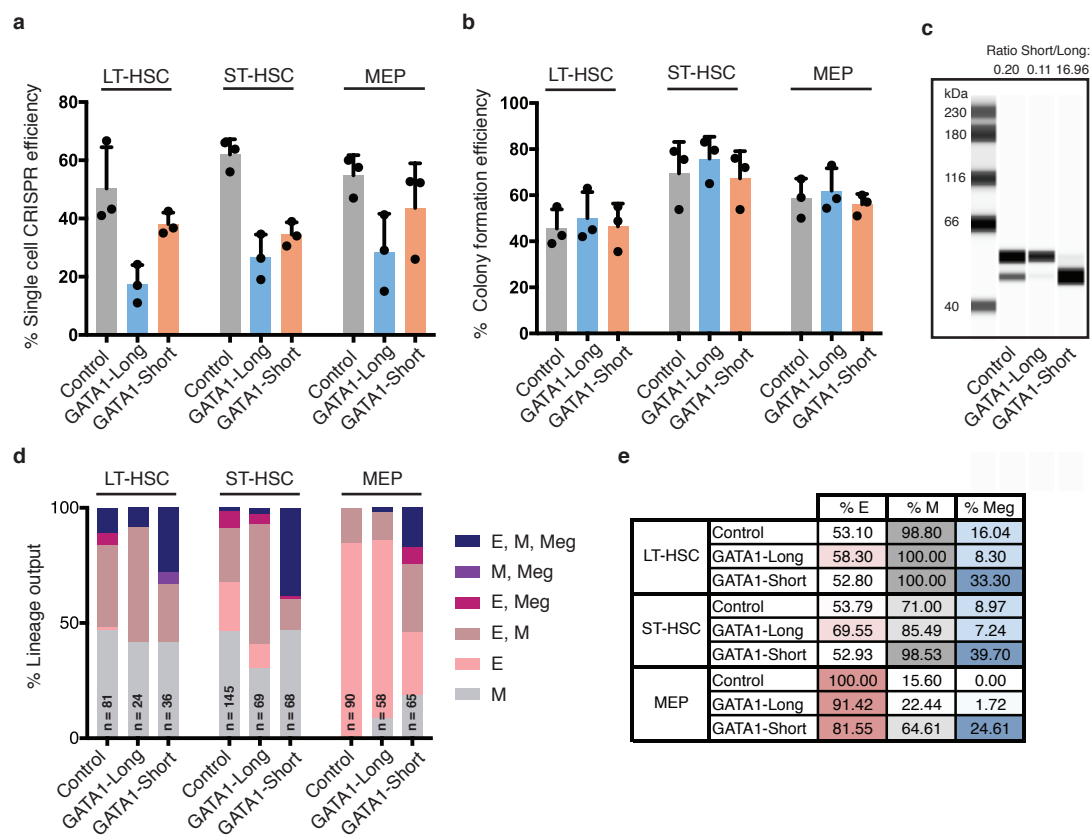 a
LT-HSC
ST-HSC
MEP
% Single cell CRISPR efficiency
80
60
40
20
0
Control
GATA1-Long
GATA1-Short
Control
GATA1-Long
GATA1-Short
Control
GATA1-Long
GATA1-Short
b
LT-HSC
ST-HSC
MEP
% Colony formation efficiency
100
80
60
40
20
0
Control
GATA1-Long
GATA1-Short
Control
GATA1-Long
GATA1-Short
Control
GATA1-Long
GATA1-Short
c
Ratio Short/Long:
0.20 0.11 16.96
kDa
230
180
116
66
40
Control
GATA1-Long
GATA1-Short
d
LT-HSC
ST-HSC
MEP
% Lineage output
100
50
0
n = 81
n = 24
n = 36
n = 145
n = 69
n = 68
n = 90
n = 58
n = 65
Control
GATA1-Long
GATA1-Short
Control
GATA1-Long
GATA1-Short
Control
GATA1-Long
GATA1-Short
E, M, Meg
M, Meg
E, Meg
E, M
E
M
e
% E % M % Meg
LT-HSC
Control 53.10 98.80 16.04
GATA1-Long 58.30 100.00 8.30
GATA1-Short 52.80 100.00 33.30
ST-HSC
Control 53.79 71.00 8.97
GATA1-Long 69.55 85.49 7.24
GATA1-Short 52.93 98.53 39.70
MEP
Control 100.00 15.60 0.00
GATA1-Long 91.42 22.44 1.72
GATA1-Short 81.55 64.61 24.61